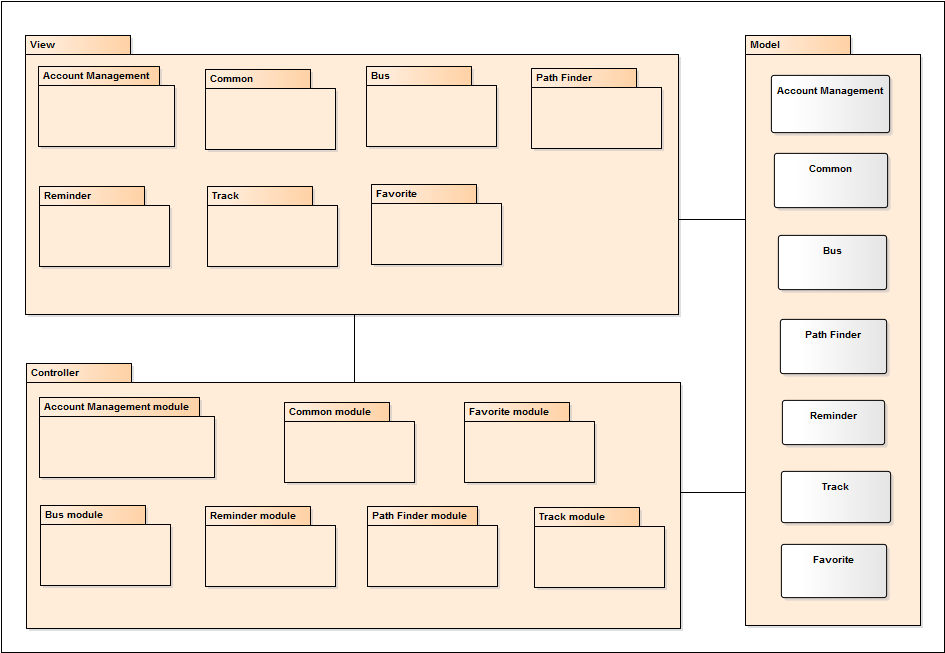 View
Account Management
Common
Bus
Path Finder
Reminder
Track
Favorite
Controller
Account Management module
Common module
Favorite module
Bus module
Reminder module
Path Finder module
Track module
Model
Account Management
Common
Bus
Path Finder
Reminder
Track
Favorite